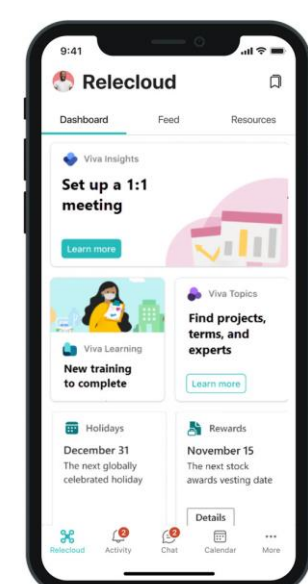 9:41
Relecloud
Dashboard Feed Resources
Viva Insights
Set up a 1:1
meeting
Learn more
Viva Learning
New training
to complete
Viva Topics
Find projects,
terms, and
experts
Learn more
Holidays
December 31
The next globally
celebrated holiday
Rewards
November 15
The next stock
awards vesting date
Details
2 2
Relecloud Activity Chat Calendar More